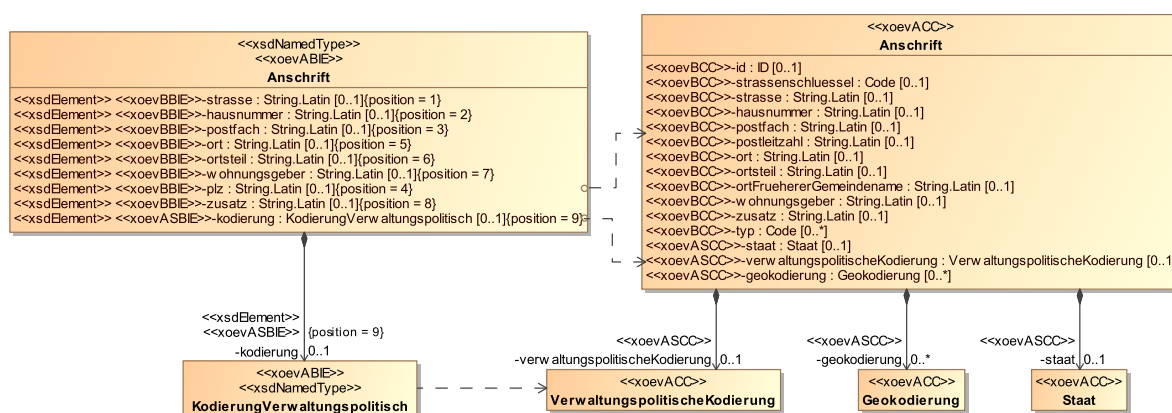 <<xsdNamedType>>
<<xoevABIE>>
Anschrift
<<xsdElement>> <<xoevBBIE>>-strasse : String.Latin [0..1]{position = 1}
<<xsdElement>> <<xoevBBIE>>-hausnummer : String.Latin [0..1]{position = 2}
<<xsdElement>> <<xoevBBIE>>-postfach : String.Latin [0..1]{position = 3}
<<xsdElement>> <<xoevBBIE>>-ort : String.Latin [0..1]{position = 5}
<<xsdElement>> <<xoevBBIE>>-ortsteil : String.Latin [0..1]{position = 6}
<<xsdElement>> <<xoevBBIE>>-wohnungsgeber : String.Latin [0..1]{position = 7}
<<xsdElement>> <<xoevBBIE>>-plz : String.Latin [0..1]{position = 4}
<<xsdElement>> <<xoevBBIE>>-zusatz : String.Latin [0..1]{position = 8}
<<xsdElement>> <<xoevASBIE>>-kodierung : KodierungVerwaltungspolitisch [0..1]{position = 9}
<<xoevACC>>
Anschrift
<<xoevBCC>>-id : ID [0..1]
<<xoevBCC>>-strassenschluessel : Code [0..1]
<<xoevBCC>>-strasse : String.Latin [0..1]
<<xoevBCC>>-hausnummer : String.Latin [0..1]
<<xoevBCC>>-postfach : String.Latin [0..1]
<<xoevBCC>>-postleitzahl : String.Latin [0..1]
<<xoevBCC>>-ort : String.Latin [0..1]
<<xoevBCC>>-ortsteil : String.Latin [0..1]
<<xoevBCC>>-ortFruehererGemeindename : String.Latin [0..1]
<<xoevBCC>>-wohnungsgeber : String.Latin [0..1]
<<xoevBCC>>-zusatz : String.Latin [0..1]
<<xoevBCC>>-typ : Code [0..*]
<<xoevASCC>>-staat : Staat [0..1]
<<xoevASCC>>-verwaltungspolitischeKodierung : VerwaltungspolitischeKodierung [0..1
<<xoevASCC>>-geokodierung : Geokodierung [0..*]
<<xsdElement>>
<<xoevASBIE>> {position = 9}
-kodierung 0..1
<<xoevASCC>>
-verwaltungspolitischeKodierung 0..1
<<xoevASCC>>
-geokodierung 0..*
<<xoevASCC>>
-staat 0..1
<<xoevABIE>>
<<xsdNamedType>>
KodierungVerwaltungspolitisch
<<xoevACC>>
VerwaltungspolitischeKodierung
<<xoevACC>>
Geokodierung
<<xoevACC>>
Staat